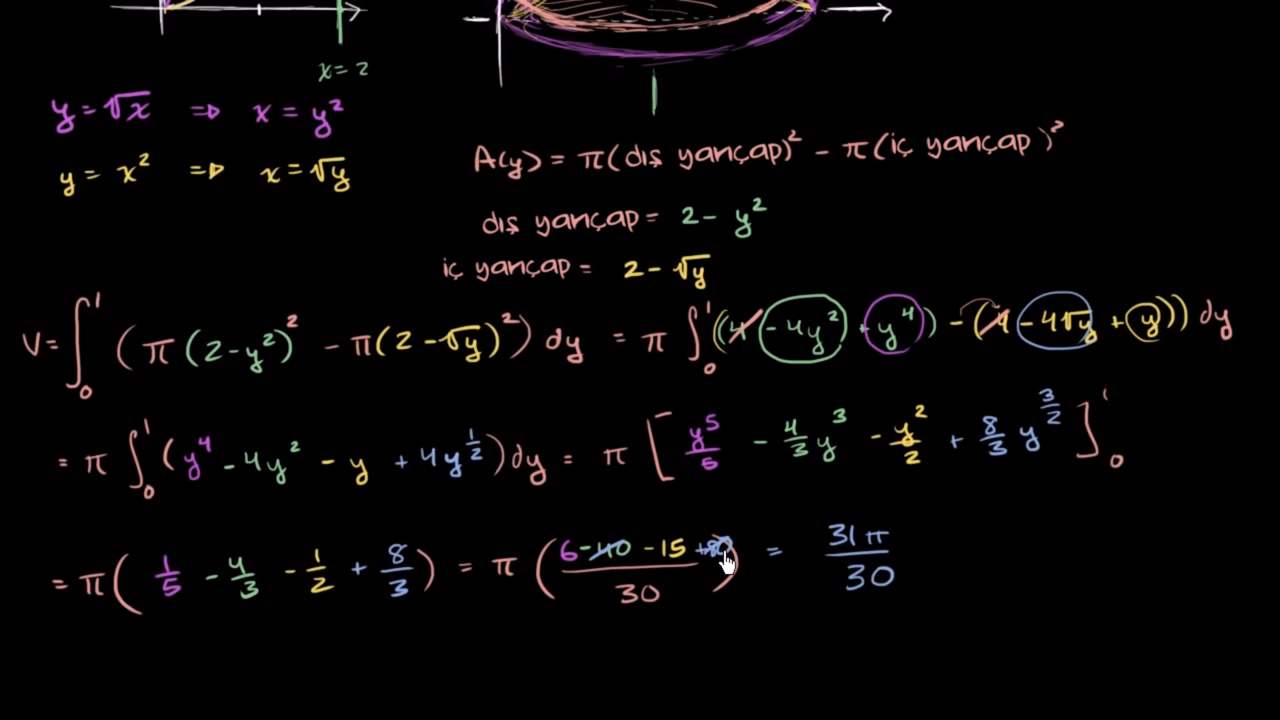 x = 2
y = √x ⇒ x = y²
y = x² ⇒ x = √y
A(y) = π(dış yarıçap)² - π(iç yarıçap)²
dış yarıçap = 2 - y²
iç yarıçap = 2 - √y
V = ∫₀¹ (π(2-y²)² - π(2-√y)²) dy = π ∫₀¹ ((4 - 4y² + y⁴) - (4 - 4√y + y)) dy
= π ∫₀¹ (y⁴ - 4y² - y + 4y^(1/2)) dy = π [y⁵/5 - 4/3 y³ - y²/2 + 8/3 y^(3/2)]₀¹
= π(1/5 - 4/3 - 1/2 + 8/3) = π((6 - 40 - 15 + 80)/30) = 31π/30